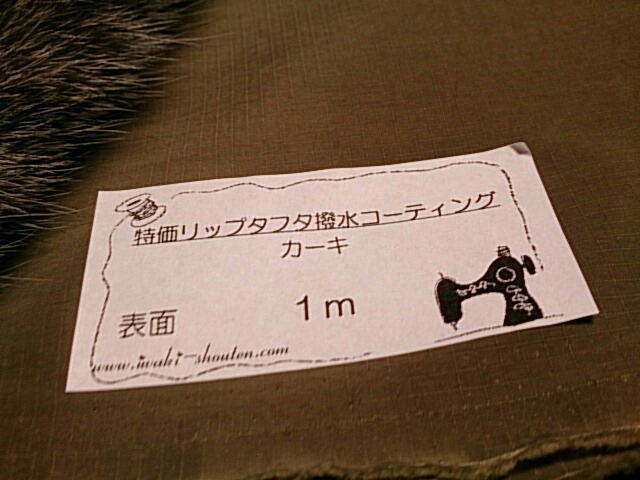 特価リップタフタ撥水コーティング
カーキ
1m
表面
www.iwaki-shouten.com